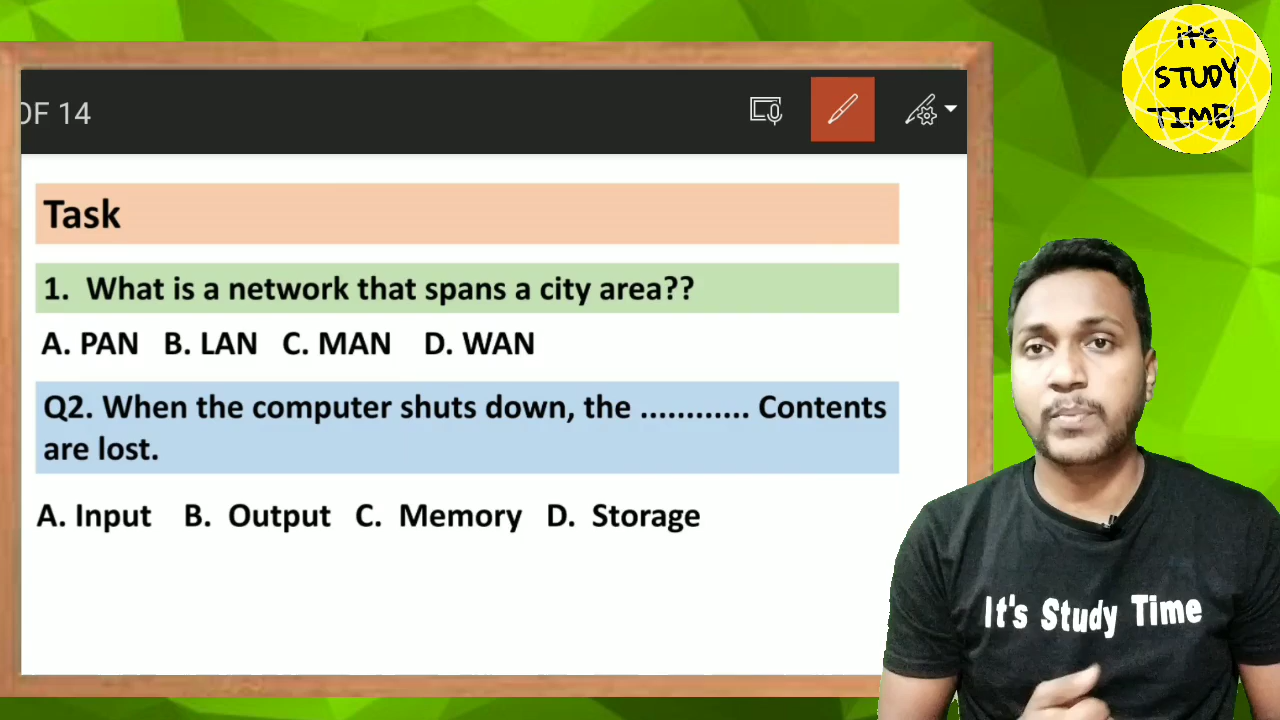 OF 14
Task
1. What is a network that spans a city area??
A. PAN B. LAN C. MAN D. WAN
Q2. When the computer shuts down, the ............ Contents
are lost.
A. Input B. Output C. Memory D. Storage
it's
STUDY
TIME!
It's Study Time